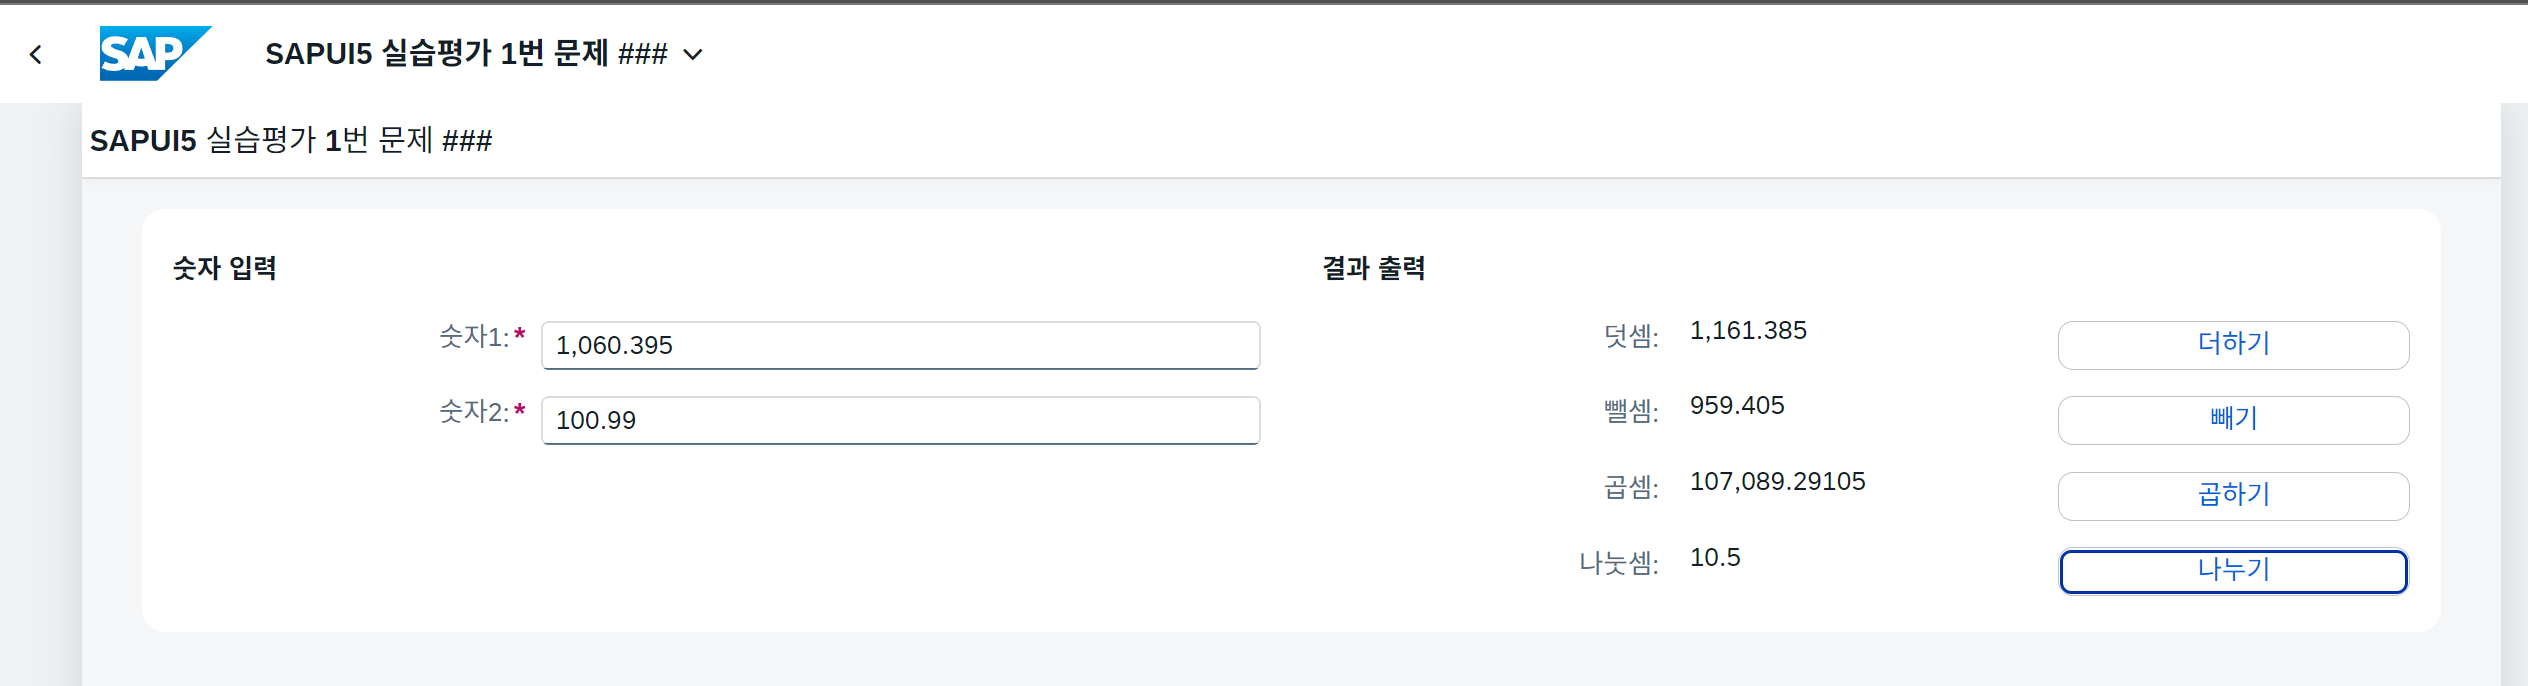 SAP SAPUI5 실습평가 1번 문제 ###
SAPUI5 실습평가 1번 문제 ###
숫자 입력
숫자1:* 1,060.395
숫자2:* 100.99
결과 출력
덧셈: 1,161.385 더하기
뺄셈: 959.405 빼기
곱셈: 107,089.29105 곱하기
나눗셈: 10.5 나누기